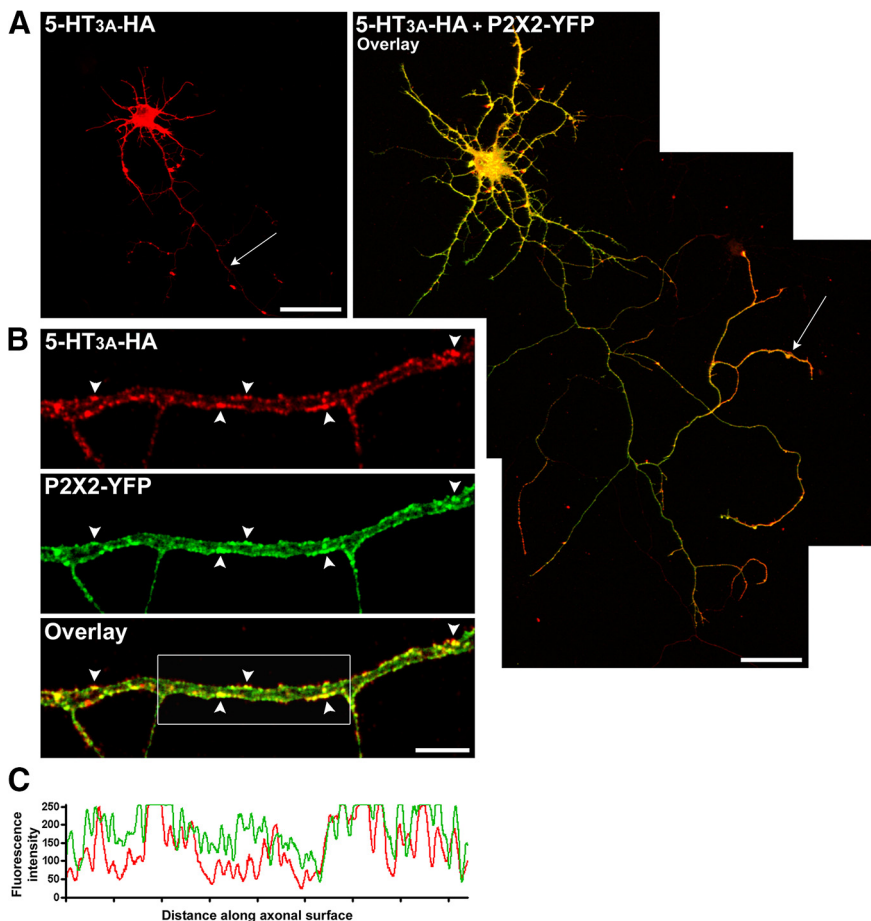 A
5-HT3A-HA
5-HT3A-HA + P2X2-YFP
Overlay
B
5-HT3A-HA
P2X2-YFP
Overlay
C
Fluorescence
intensity
250
200
150
100
50
0
Distance along axonal surface